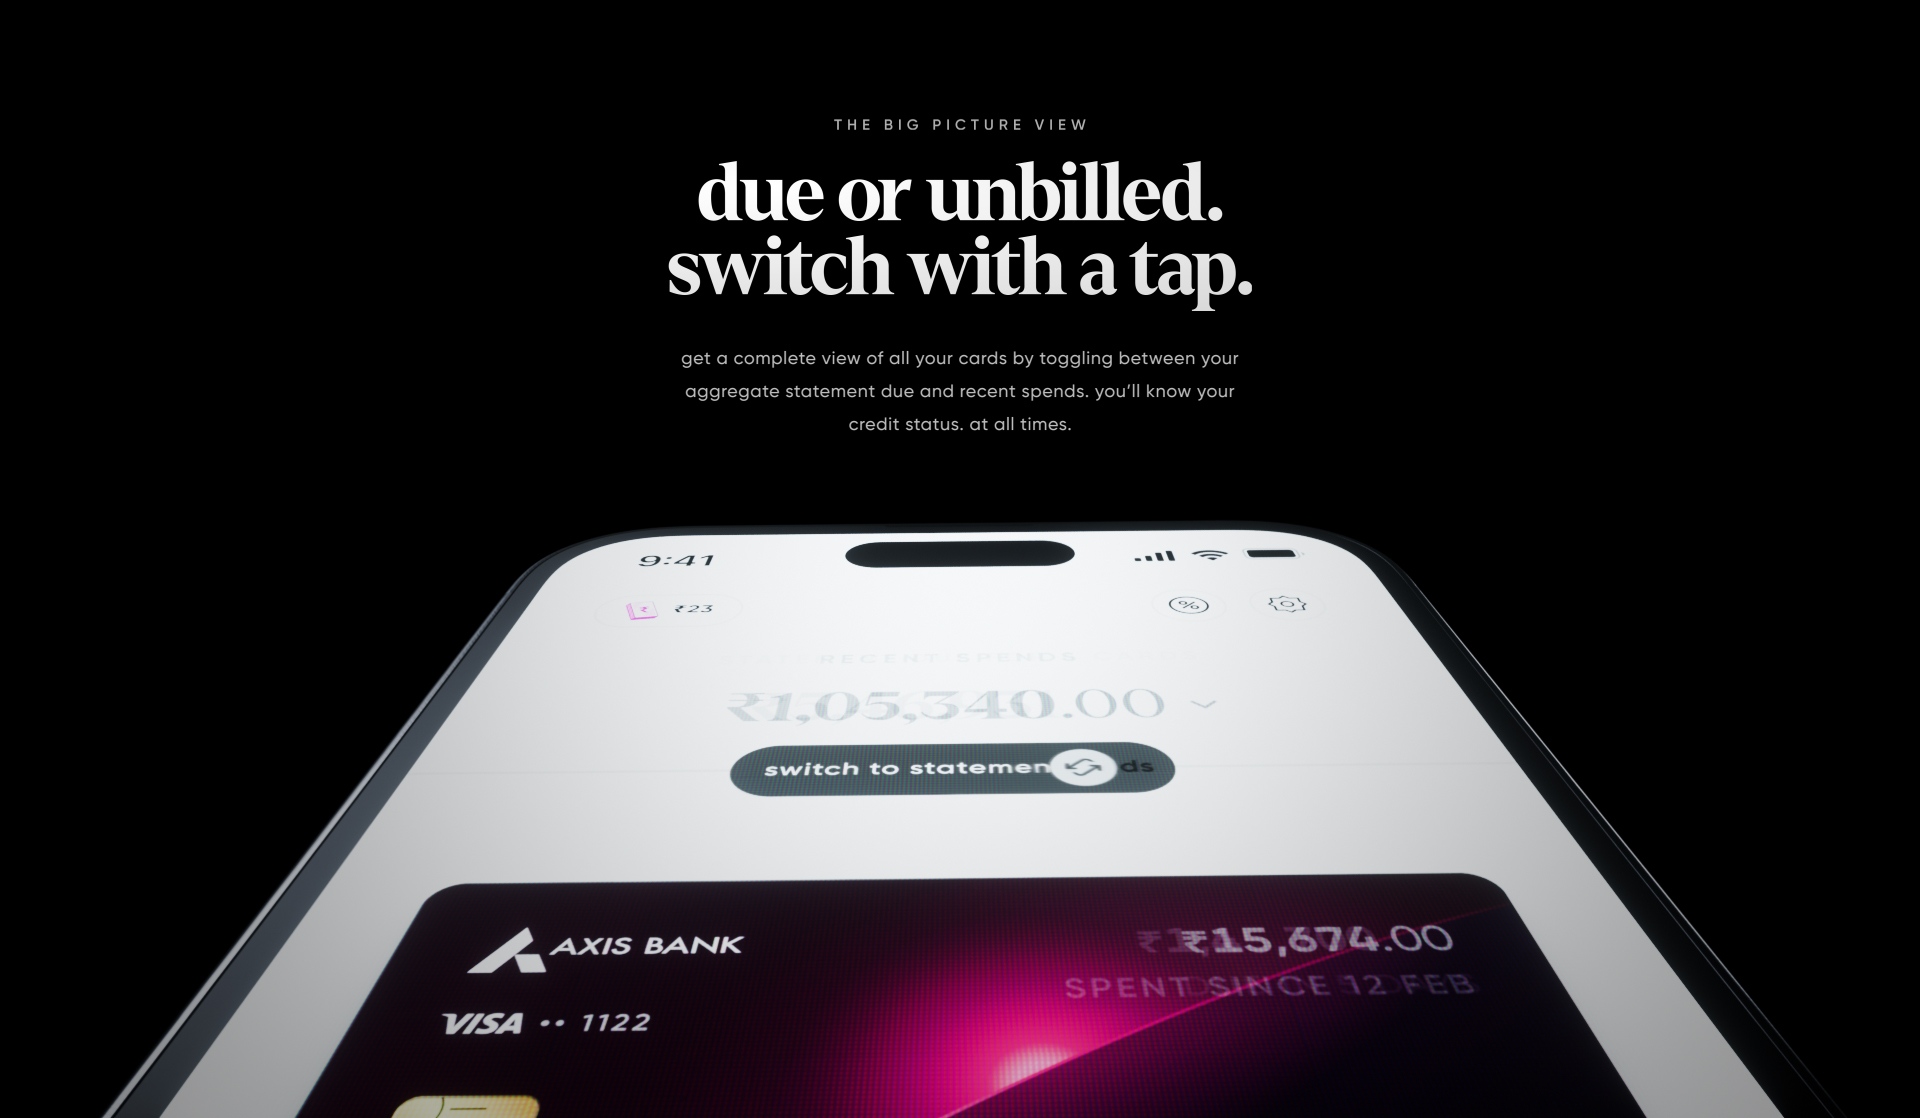 THE BIG PICTURE VIEW
due or unbilled.
switch with a tap.
get a complete view of all your cards by toggling between your
aggregate statement due and recent spends. you’ll know your
credit status. at all times.
9:41
₹23
%
RECENT SPENDS
₹1,05,340.00
switch to statemen ds
AXIS BANK
₹15,674.00
SPENT SINCE 12 FEB
VISA •• 1122